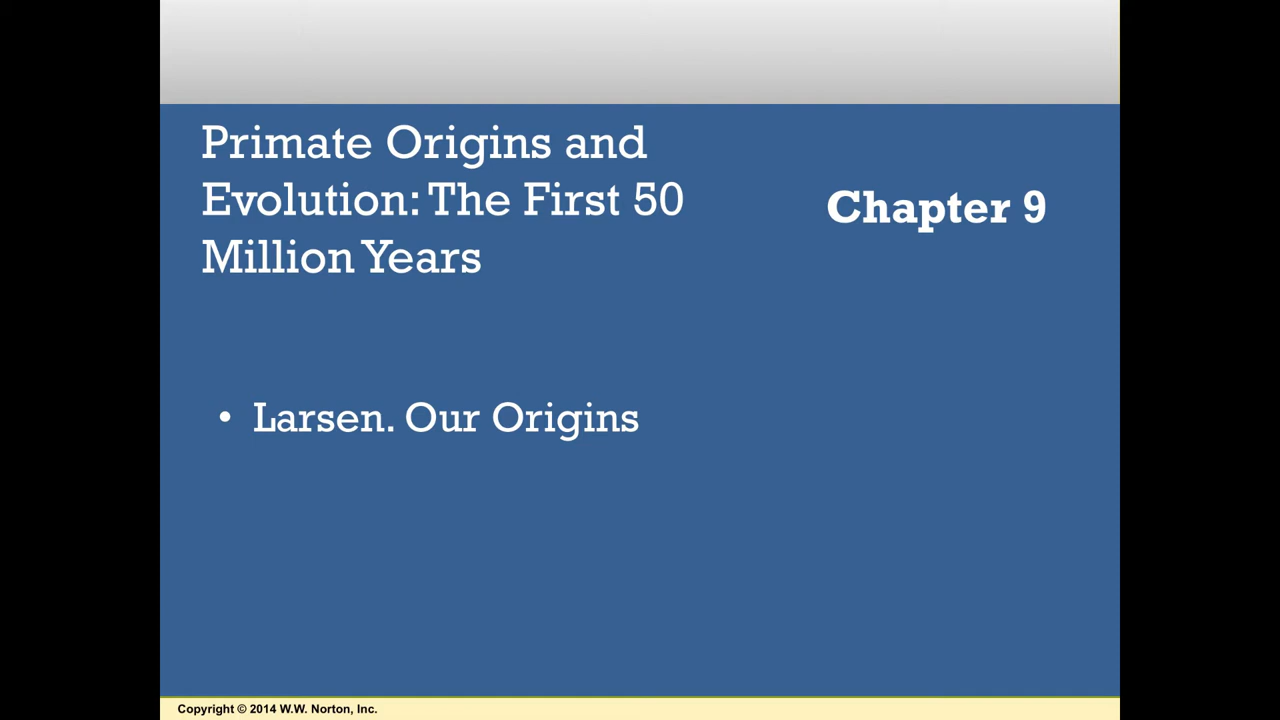 Primate Origins and
Evolution: The First 50
Million Years
Chapter 9
• Larsen. Our Origins
Copyright © 2014 W.W. Norton, Inc.